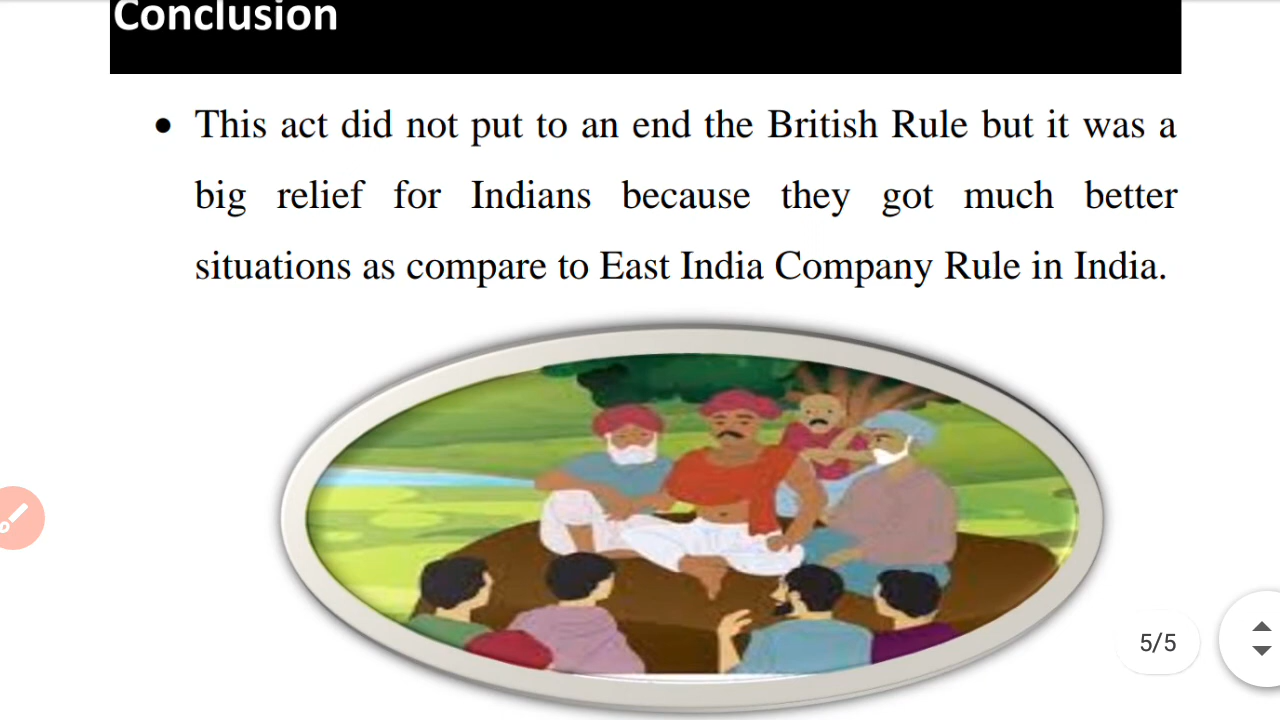 Conclusion
• This act did not put to an end the British Rule but it was a
big relief for Indians because they got much better
situations as compare to East India Company Rule in India.
5/5